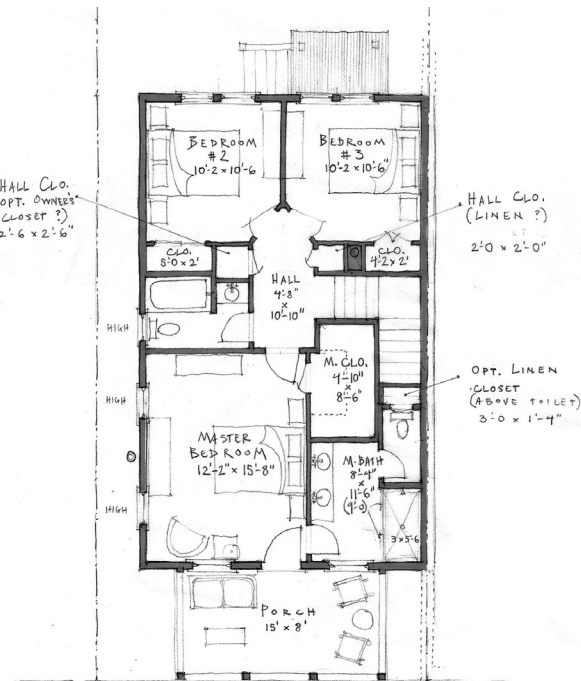 BEDROOM
#2
10'-2 x 10'-6
BEDROOM
#3
10'-2 x 10'-6"
HALL CLO.
OPT. OWNERS'
CLOSET ?)
2'-6 x 2'-6"
HALL CLO.
(LINEN ?)
2'-0 x 2'-0"
CLO.
5'-0 x 2'
CLO.
4'-2 x 2'
HALL
4'-8"
x
10'-10"
HIGH
HIGH
HIGH
M. CLO.
4'-10"
x
8'-6"
OPT. LINEN
CLOSET
(ABOVE TOILET)
3'-0 x 1'-4"
MASTER
BEDROOM
12'-2" x 15'-8"
M. BATH
8'-4"
x
11'-6"
(9'-0)
3 x 5'-6
PORCH
15' x 8'